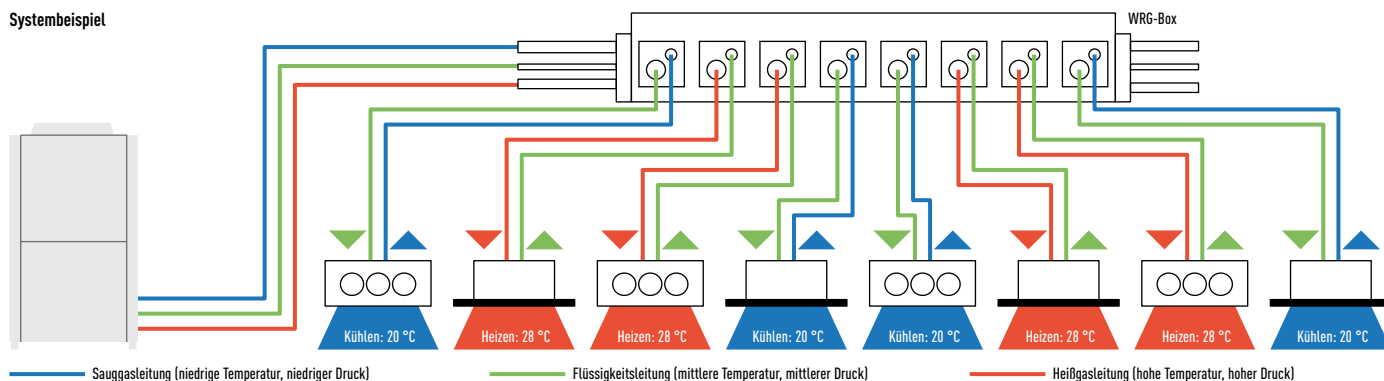 Systembeispiel
WRG-Box
Kühlen: 20 °C
Heizen: 28 °C
Heizen: 28 °C
Kühlen: 20 °C
Kühlen: 20 °C
Heizen: 28 °C
Heizen: 28 °C
Kühlen: 20 °C
Sauggasleitung (niedrige Temperatur, niedriger Druck)
Flüssigkeitsleitung (mittlere Temperatur, mittlerer Druck)
Heißgasleitung (hohe Temperatur, hoher Druck)